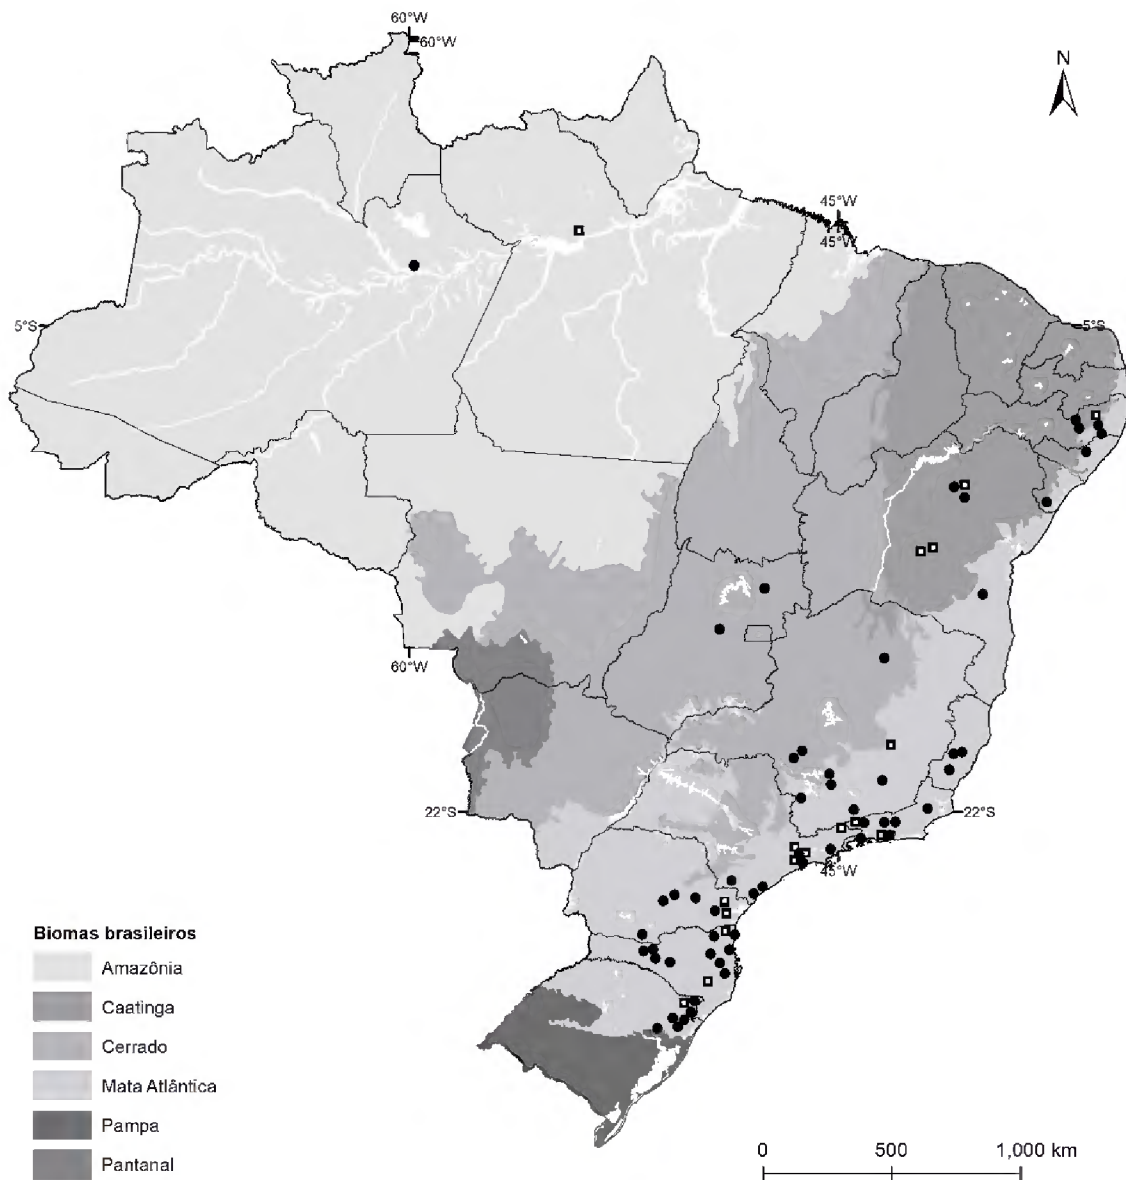 60°W
60°W
N
45°W
45°W
5°S
5°S
60°W
22°S
22°S
45°W
Biomas brasileiros
Amazônia
Caatinga
Cerrado
Mata Atlântica
Pampa
Pantanal
0 500 1,000 km